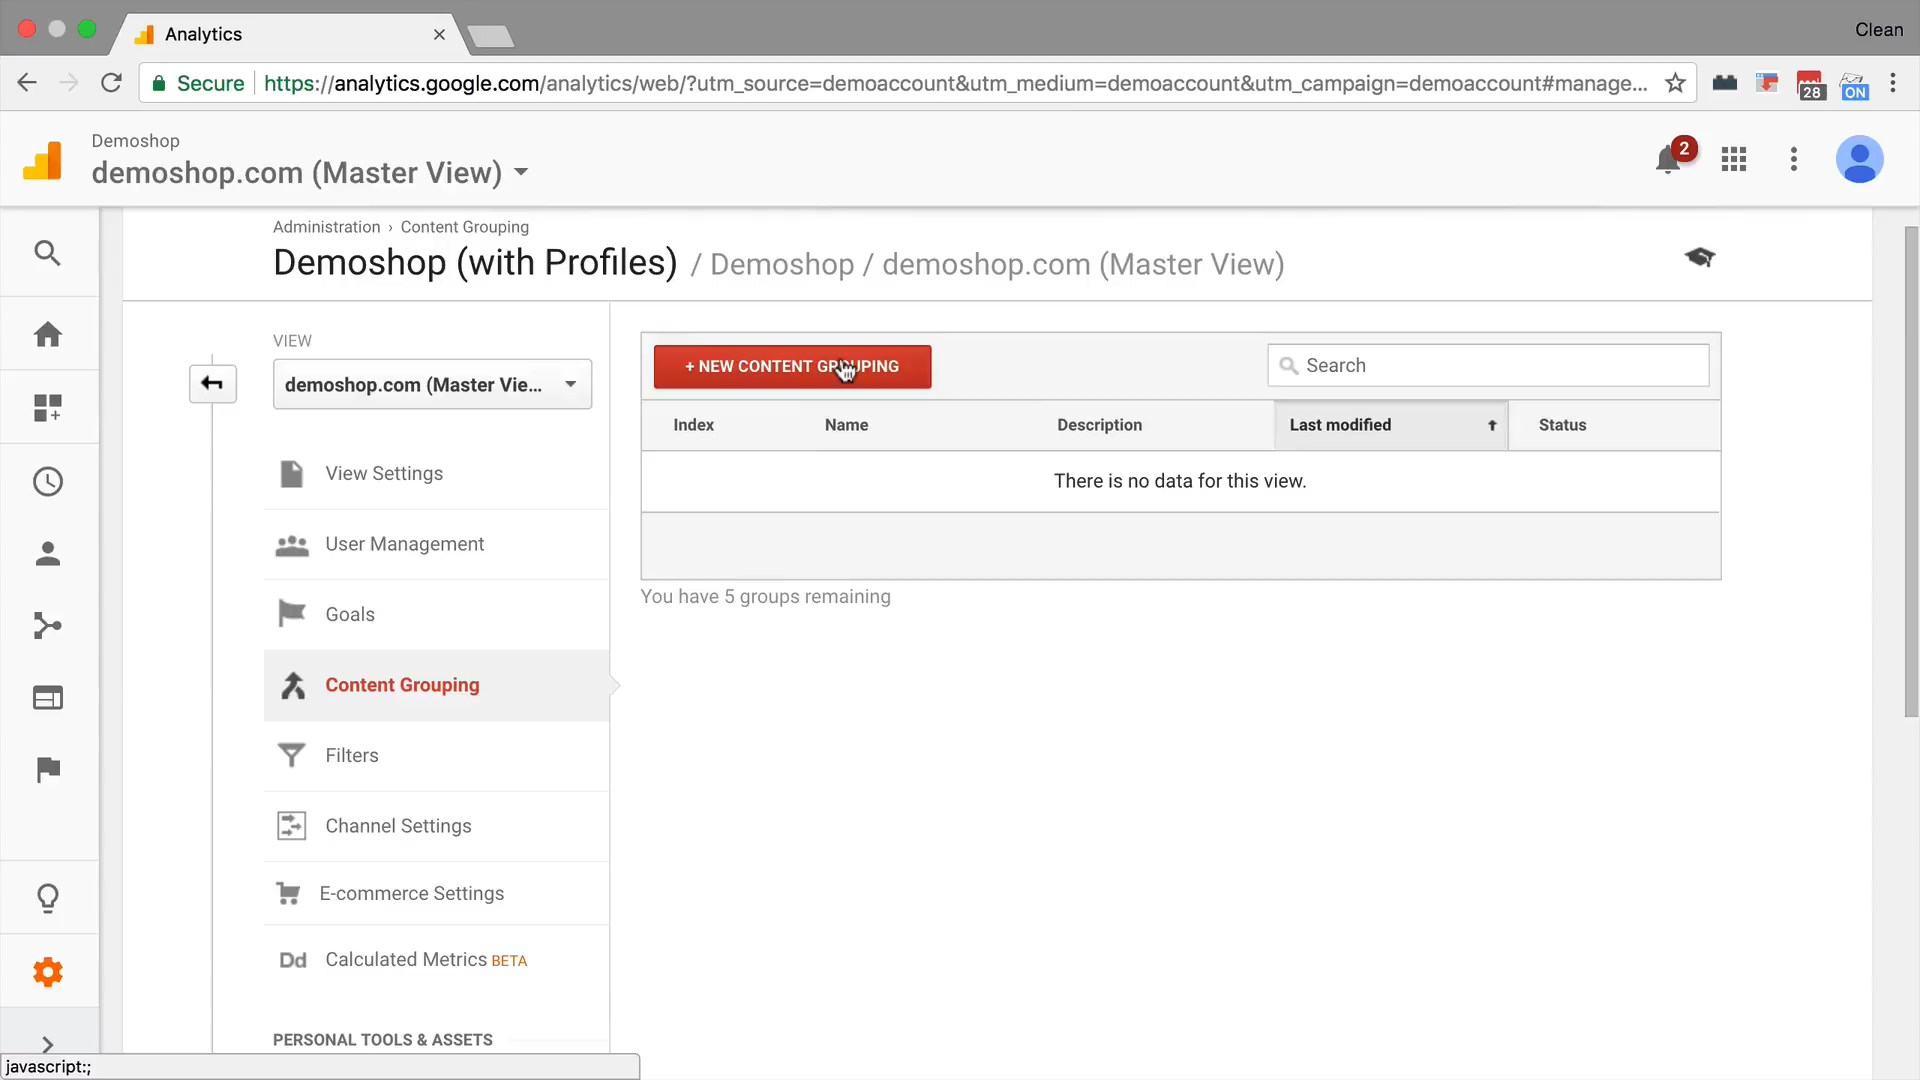 Analytics
Clean
Secure
https://analytics.google.com/analytics/web/?utm_source=demoaccount&utm_medium=demoaccount&utm_campaign=demoaccount#manage...
28
ON
Demoshop
demoshop.com (Master View)
2
Administration › Content Grouping
Demoshop (with Profiles) / Demoshop / demoshop.com (Master View)
VIEW
demoshop.com (Master Vie...
View Settings
User Management
Goals
Content Grouping
Filters
Channel Settings
E-commerce Settings
Dd Calculated Metrics BETA
PERSONAL TOOLS & ASSETS
+ NEW CONTENT GROUPING
Search
Index Name Description Last modified Status
There is no data for this view.
You have 5 groups remaining
javascript:;